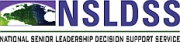 NSLDSS
NATIONAL SENIOR LEADERSHIP DECISION SUPPORT SERVICE